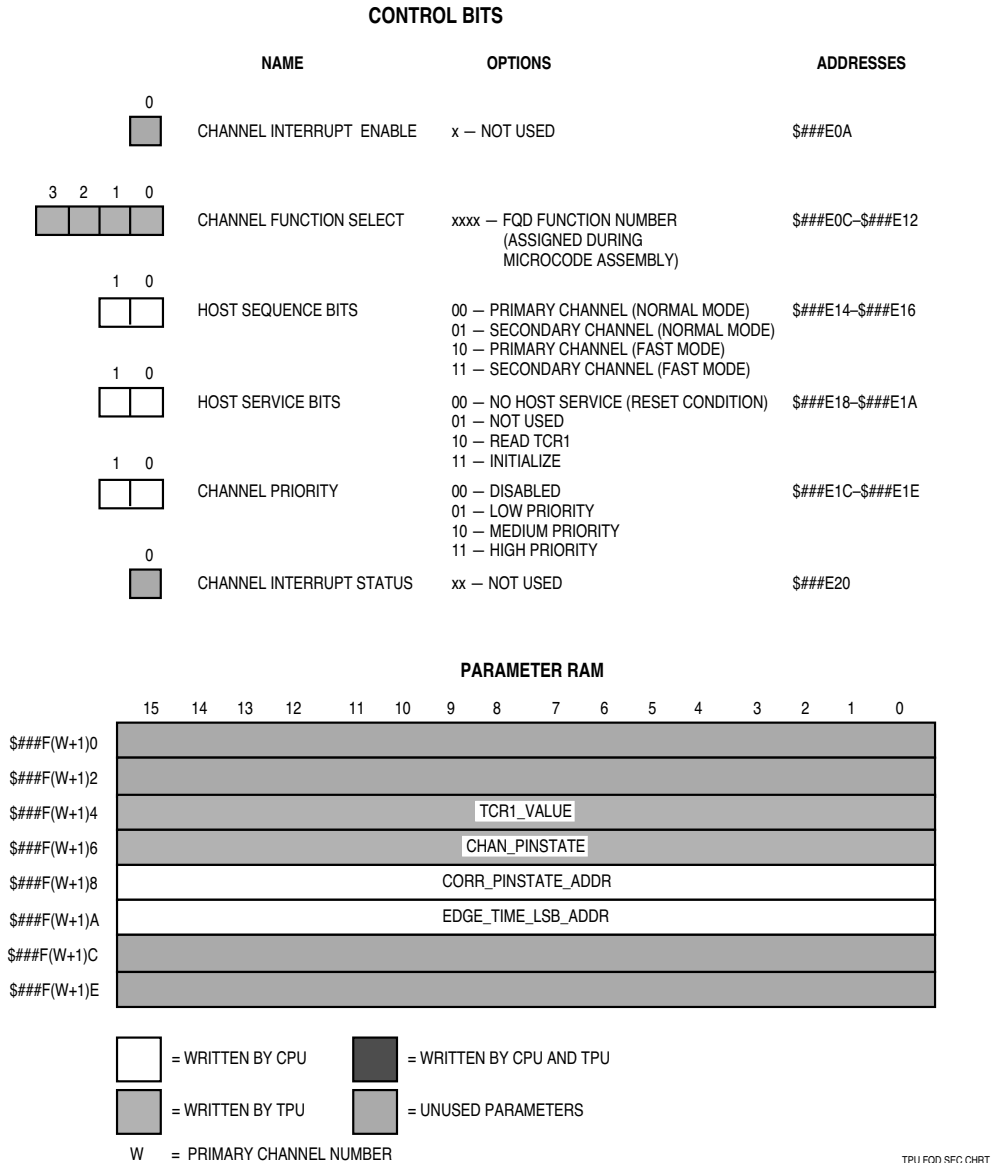 CONTROL BITS
NAME OPTIONS ADDRESSES
0
CHANNEL INTERRUPT ENABLE x — NOT USED $###E0A
3 2 1 0
CHANNEL FUNCTION SELECT xxxx — FQD FUNCTION NUMBER $###E0C–$###E12
(ASSIGNED DURING
MICROCODE ASSEMBLY)
1 0
HOST SEQUENCE BITS 00 — PRIMARY CHANNEL (NORMAL MODE) $###E14–$###E16
01 — SECONDARY CHANNEL (NORMAL MODE)
10 — PRIMARY CHANNEL (FAST MODE)
11 — SECONDARY CHANNEL (FAST MODE)
1 0
HOST SERVICE BITS 00 — NO HOST SERVICE (RESET CONDITION) $###E18–$###E1A
01 — NOT USED
10 — READ TCR1
11 — INITIALIZE
1 0
CHANNEL PRIORITY 00 — DISABLED $###E1C–$###E1E
01 — LOW PRIORITY
10 — MEDIUM PRIORITY
11 — HIGH PRIORITY
0
CHANNEL INTERRUPT STATUS xx — NOT USED $###E20
PARAMETER RAM
15 14 13 12 11 10 9 8 7 6 5 4 3 2 1 0
$###F(W+1)0
$###F(W+1)2
$###F(W+1)4 TCR1_VALUE
$###F(W+1)6 CHAN_PINSTATE
$###F(W+1)8 CORR_PINSTATE_ADDR
$###F(W+1)A EDGE_TIME_LSB_ADDR
$###F(W+1)C
$###F(W+1)E
= WRITTEN BY CPU = WRITTEN BY CPU AND TPU
= WRITTEN BY TPU = UNUSED PARAMETERS
W = PRIMARY CHANNEL NUMBER
TPU FQD SEC CHRT